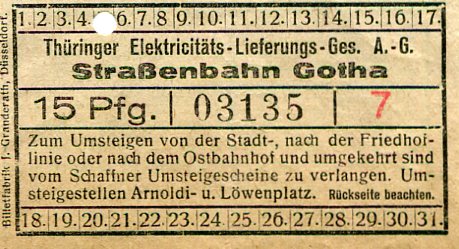 1. 2. 3. 4. 6. 7. 8. 9. 10. 11. 12. 13. 14. 15. 16. 17.
Thüringer Elektricitäts-Lieferungs-Ges. A.-G.
Straßenbahn Gotha
15 Pfg. 03135 7
Zum Umsteigen von der Stadt-, nach der Friedhof-
linie oder nach dem Ostbahnhof und umgekehrt sind
vom Schaffner Umsteigescheine zu verlangen. Um-
steigestellen Arnoldi- u. Löwenplatz. Rückseite beachten.
18. 19. 20. 21. 22. 23. 24. 25. 26. 27. 28. 29. 30. 31.
Billetfabrik J. Granderath, Düsseldorf.